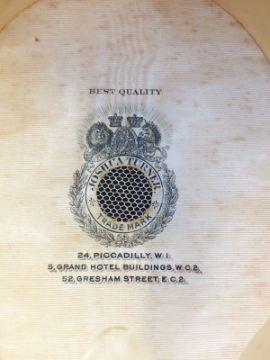 BEST QUALITY
JOSHUA TURNER
TRADE MARK
24, PICCADILLY, W.1.
5, GRAND HOTEL BUILDINGS, W.C.2.
52, GRESHAM STREET, E.C.2.